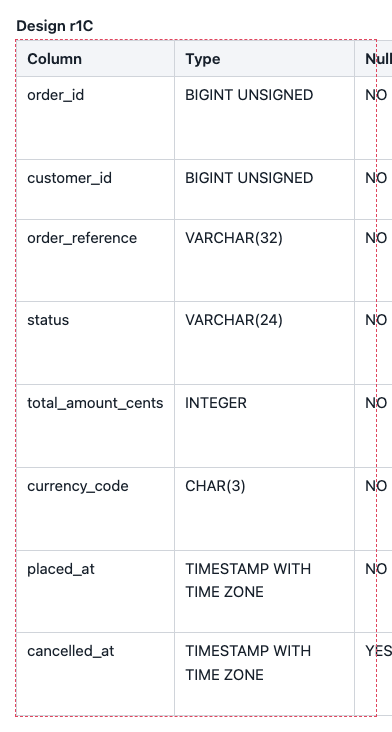 Design r1C
Column Type Null
order_id BIGINT UNSIGNED NO
customer_id BIGINT UNSIGNED NO
order_reference VARCHAR(32) NO
status VARCHAR(24) NO
total_amount_cents INTEGER NO
currency_code CHAR(3) NO
placed_at TIMESTAMP WITH NO
TIME ZONE
cancelled_at TIMESTAMP WITH YES
TIME ZONE